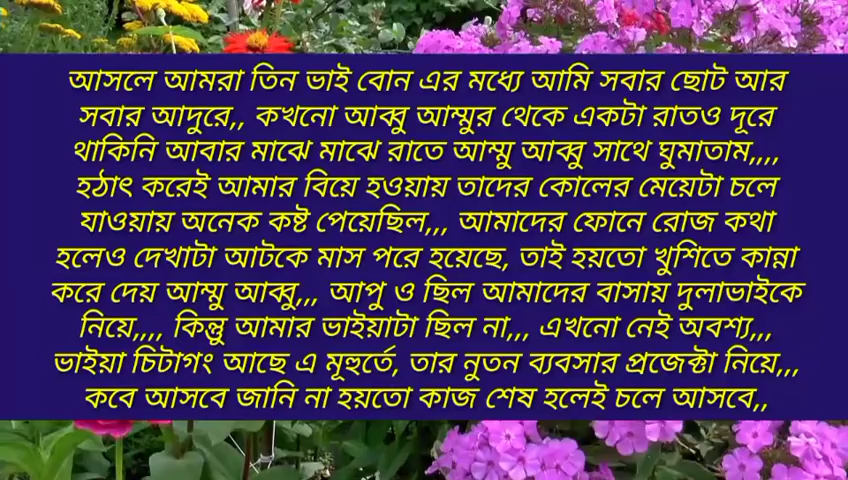 আসলে আমরা তিন ভাই বোন এর মধ্যে আমি সবার ছোট আর
সবার আদুরে,, কখনো আব্বু আম্মুর থেকে একটা রাতও দূরে
থাকিনি আবার মাঝে মাঝে রাতে আম্মু আব্বু সাথে ঘুমাতাম,,,,
হঠাৎ করেই আমার বিয়ে হওয়ায় তাদের কোলের মেয়েটা চলে
যাওয়ায় অনেক কষ্ট পেয়েছিল,,, আমাদের ফোনে রোজ কথা
হলেও দেখাটা আটকে মাস পরে হয়েছে, তাই হয়তো খুশিতে কান্না
করে দেয় আম্মু আব্বু,,, আপু ও ছিল আমাদের বাসায় দুলাভাইকে
নিয়ে,,,, কিন্তু আমার ভাইয়াটা ছিল না,,, এখনো নেই অবশ্য,,,
ভাইয়া চিটাগং আছে এ মূহুর্তে, তার নুতন ব্যবসার প্রজেক্টা নিয়ে,,,
কবে আসবে জানি না হয়তো কাজ শেষ হলেই চলে আসবে,,